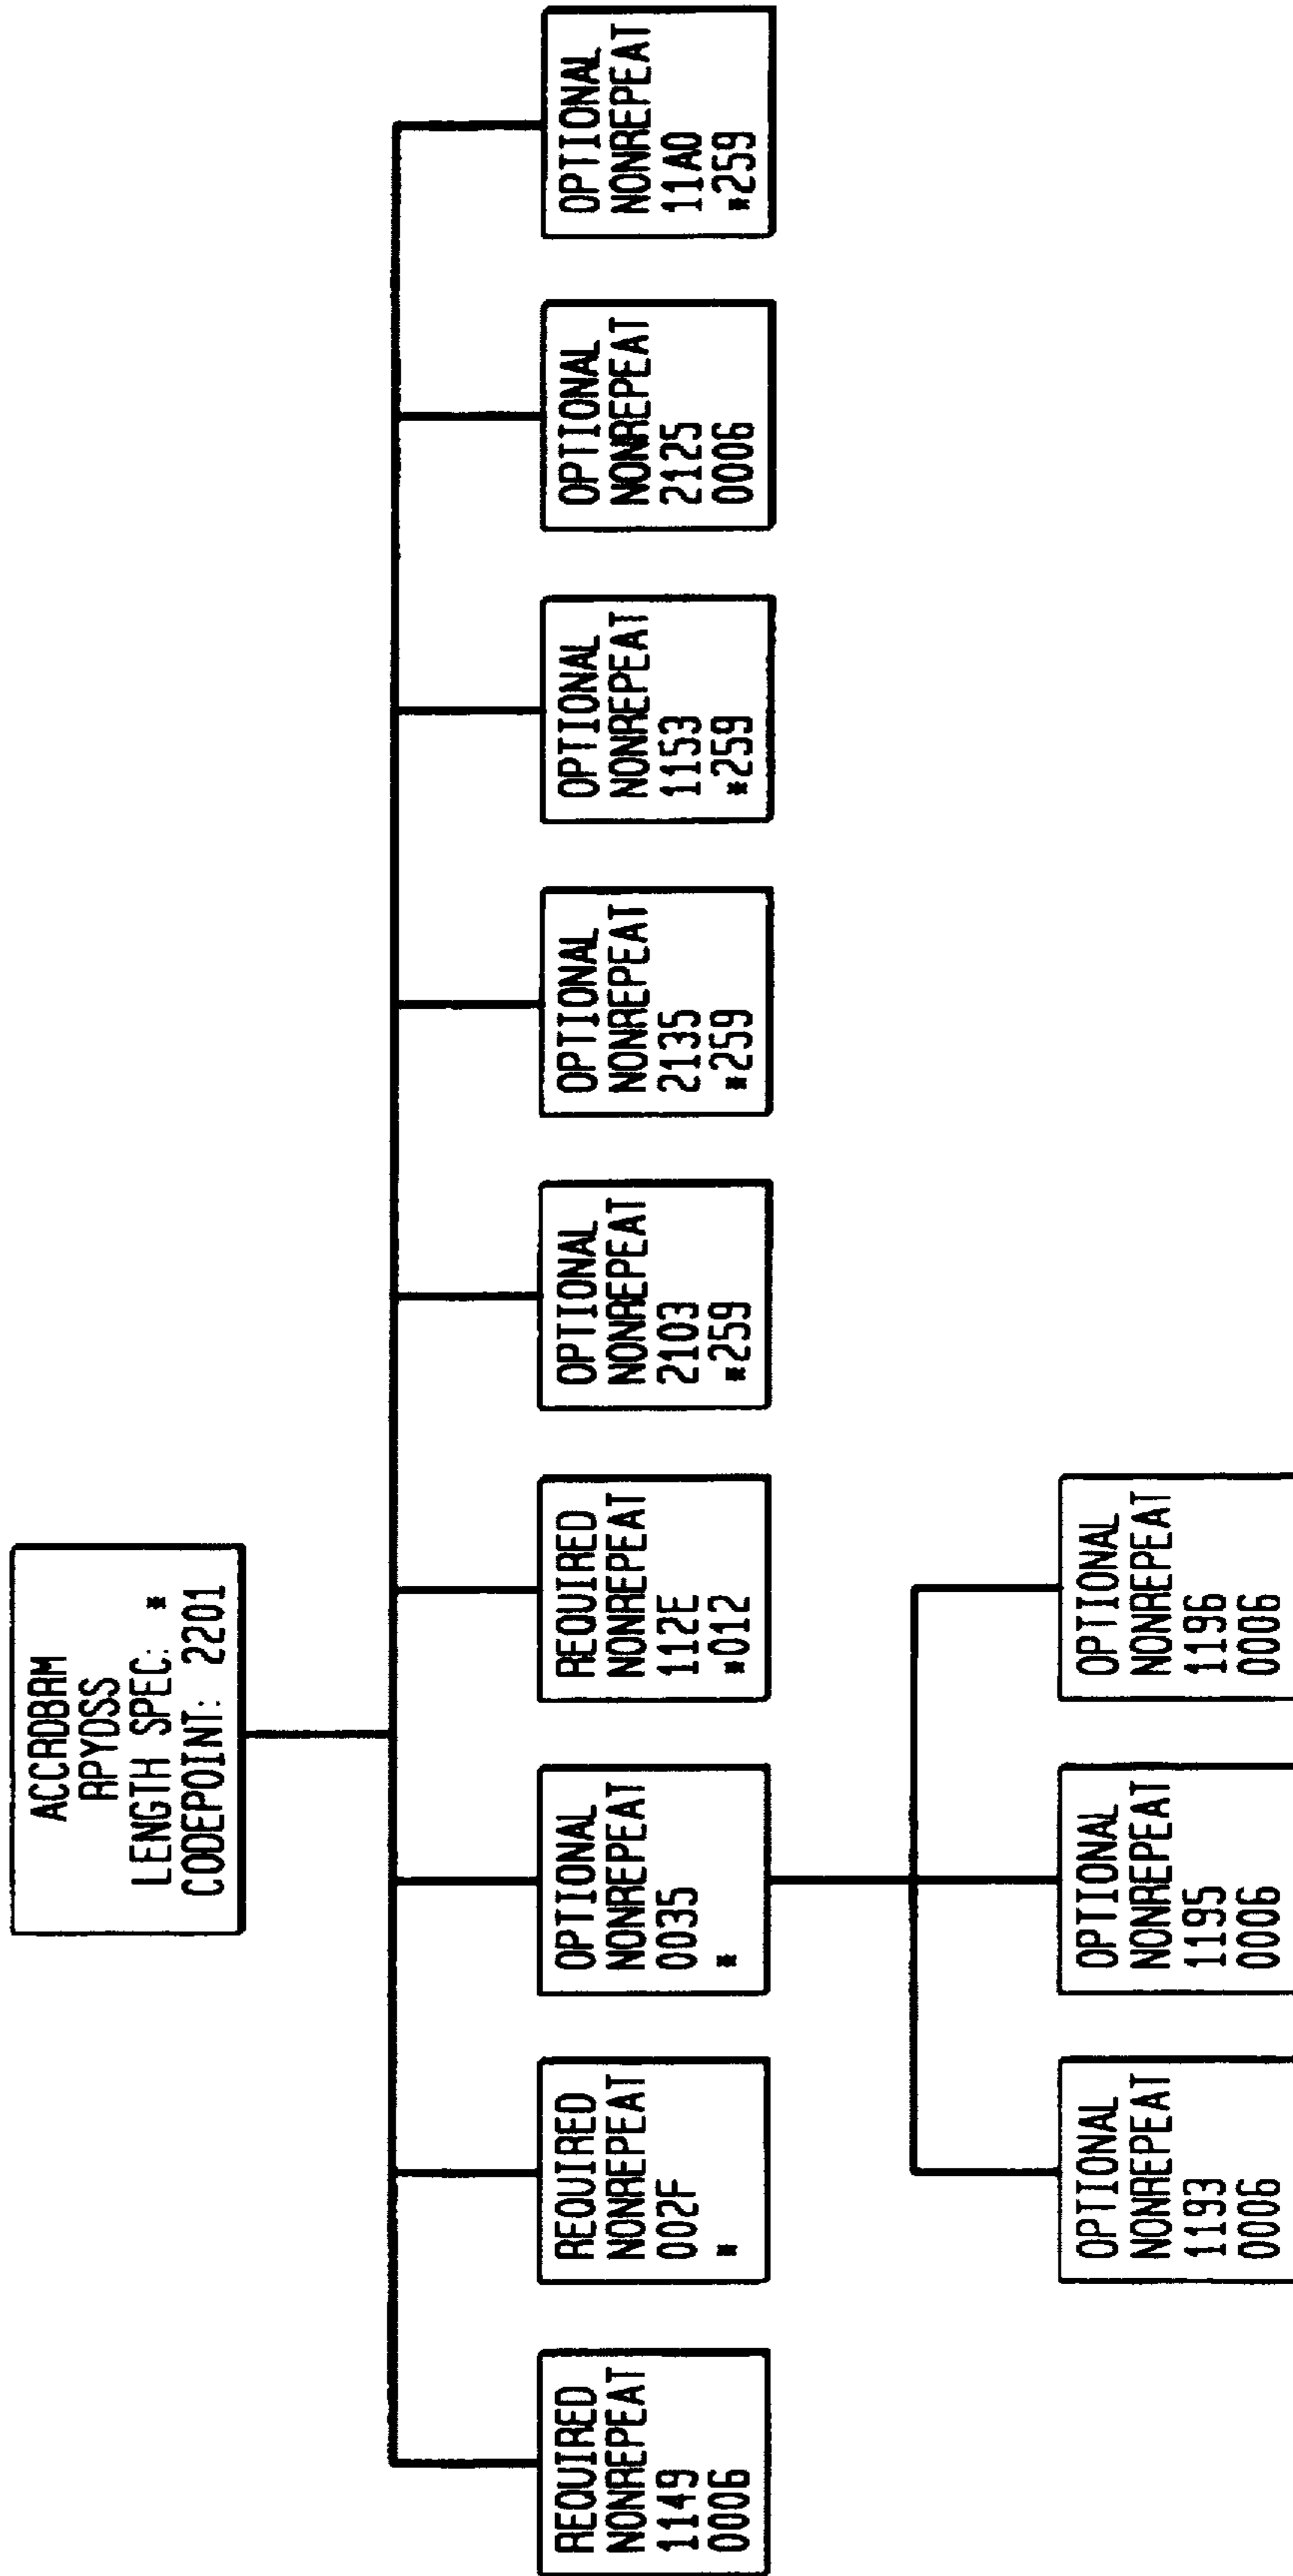 ACCRDBRM
RPYDSS
LENGTH SPEC: *
CODEPOINT: 2201
REQUIRED
NONREPEAT
1149
0006
REQUIRED
NONREPEAT
002F
*
OPTIONAL
NONREPEAT
0035
*
REQUIRED
NONREPEAT
112E
*012
OPTIONAL
NONREPEAT
2103
*259
OPTIONAL
NONREPEAT
2135
*259
OPTIONAL
NONREPEAT
1153
*259
OPTIONAL
NONREPEAT
2125
0006
OPTIONAL
NONREPEAT
11A0
*259
OPTIONAL
NONREPEAT
1193
0006
OPTIONAL
NONREPEAT
1195
0006
OPTIONAL
NONREPEAT
1196
0006